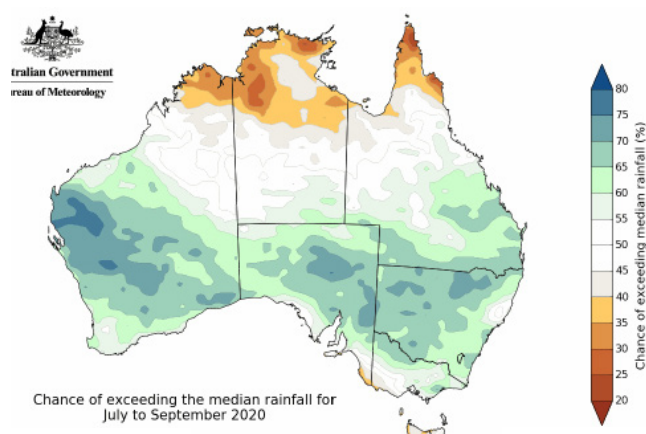 tralian Government
ureau of Meteorology
80
75
70
65
60
55
50
45
40
35
30
25
20
Chance of exceeding median rainfall (%)
Chance of exceeding the median rainfall for
July to September 2020